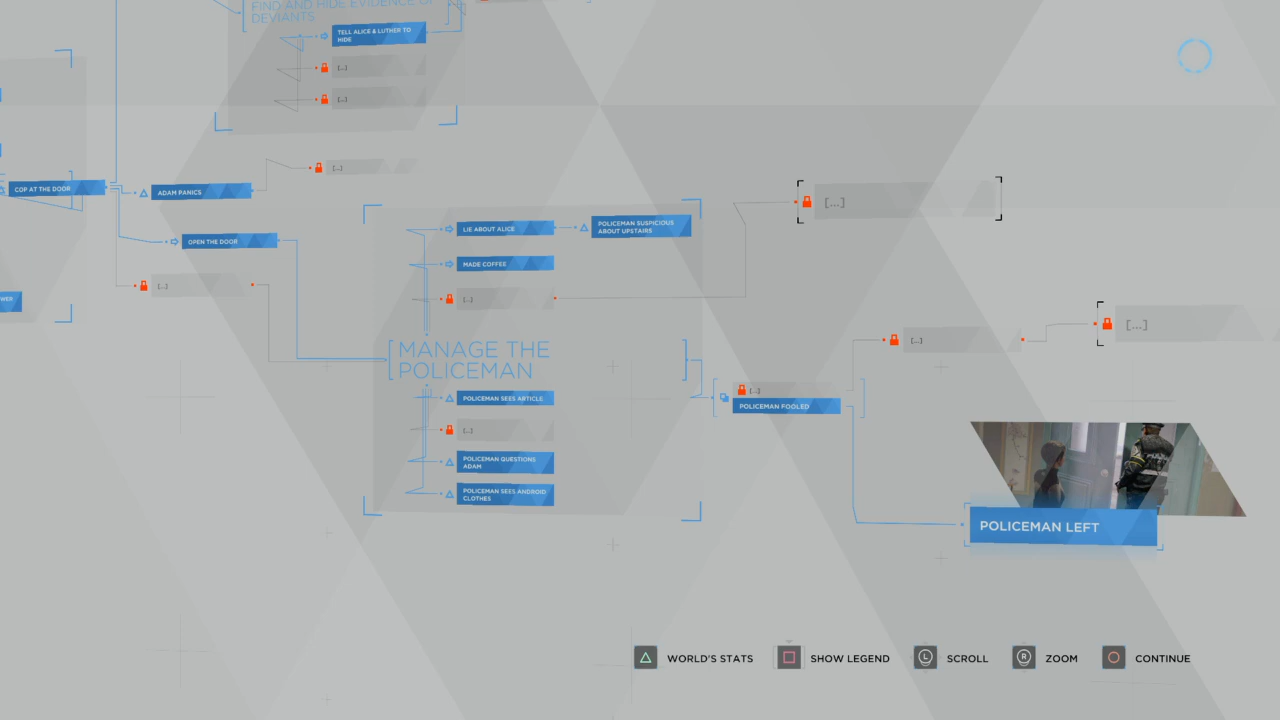 FIND AND HIDE EVIDENCE OF
DEVIANTS
TELL ALICE & LUTHER TO
HIDE
[...]
[...]
[...]
COP AT THE DOOR
ADAM PANICS
OPEN THE DOOR
[...]
LIE ABOUT ALICE
POLICEMAN SUSPICIOUS
ABOUT UPSTAIRS
MADE COFFEE
[...]
[...]
MANAGE THE
POLICEMAN
POLICEMAN SEES ARTICLE
[...]
POLICEMAN QUESTIONS
ADAM
POLICEMAN SEES ANDROID
CLOTHES
[...]
POLICEMAN FOOLED
[...]
[...]
POLICEMAN LEFT
WORLD'S STATS
SHOW LEGEND
L
SCROLL
R
ZOOM
CONTINUE